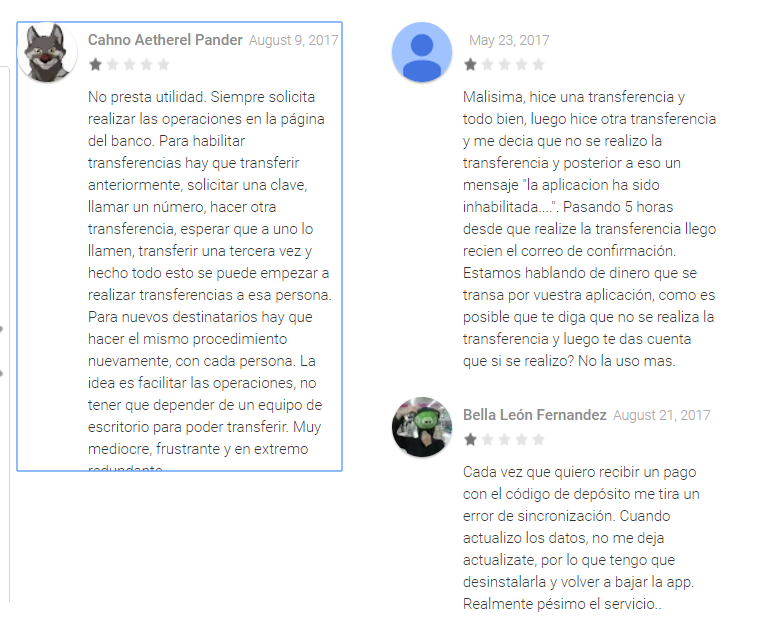 Cahno Aetherel Pander August 9, 2017
No presta utilidad. Siempre solicita
realizar las operaciones en la página
del banco. Para habilitar
transferencias hay que transferir
anteriormente, solicitar una clave,
llamar un número, hacer otra
transferencia, esperar que a uno lo
llamen, transferir una tercera vez y
hecho todo esto se puede empezar a
realizar transferencias a esa persona.
Para nuevos destinatarios hay que
hacer el mismo procedimiento
nuevamente, con cada persona. La
idea es facilitar las operaciones, no
tener que depender de un equipo de
escritorio para poder transferir. Muy
mediocre, frustrante y en extremo
redundante
May 23, 2017
Malisima, hice una transferencia y
todo bien, luego hice otra transferencia
y me decia que no se realizo la
transferencia y posterior a eso un
mensaje "la aplicacion ha sido
inhabilitada....". Pasando 5 horas
desde que realize la transferencia llego
recien el correo de confirmación.
Estamos hablando de dinero que se
transa por vuestra aplicación, como es
posible que te diga que no se realiza la
transferencia y luego te das cuenta
que si se realizo? No la uso mas.
Bella León Fernandez August 21, 2017
Cada vez que quiero recibir un pago
con el código de depósito me tira un
error de sincronización. Cuando
actualizo los datos, no me deja
actualizate, por lo que tengo que
desinstalarla y volver a bajar la app.
Realmente pésimo el servicio..